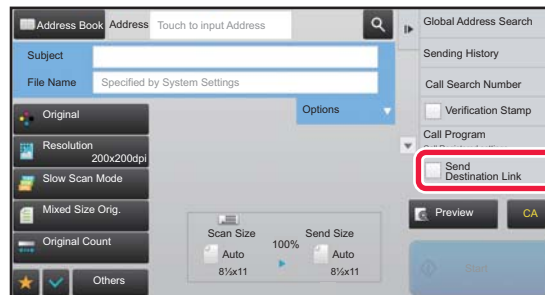 Address Book Address Touch to input Address
Subject
File Name Specified by System Settings
Options
Original
Resolution
200x200dpi
Slow Scan Mode
Mixed Size Orig.
Original Count
Others
Scan Size 100% Send Size
Auto Auto
8½x11 8½x11
Global Address Search
Sending History
Call Search Number
Verification Stamp
Call Program
Send
Destination Link
Preview CA
Start